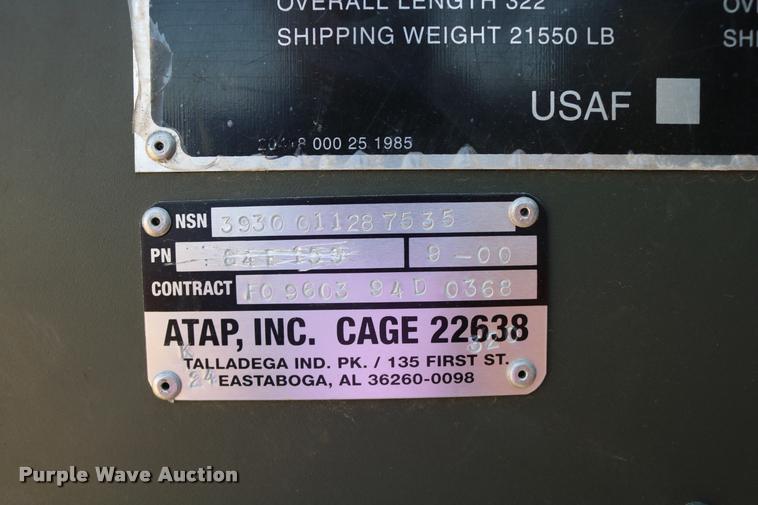 OVERALL LENGTH 322
SHIPPING WEIGHT 21550 LB
USAF
000 25 1985
NSN 3930 01128 7535
PN 9-00
CONTRACT FO 9603 94D 0368
ATAP, INC. CAGE 22638
TALLADEGA IND. PK. / 135 FIRST ST.
K
24
EASTABOGA, AL 36260-0098
Purple Wave Auction